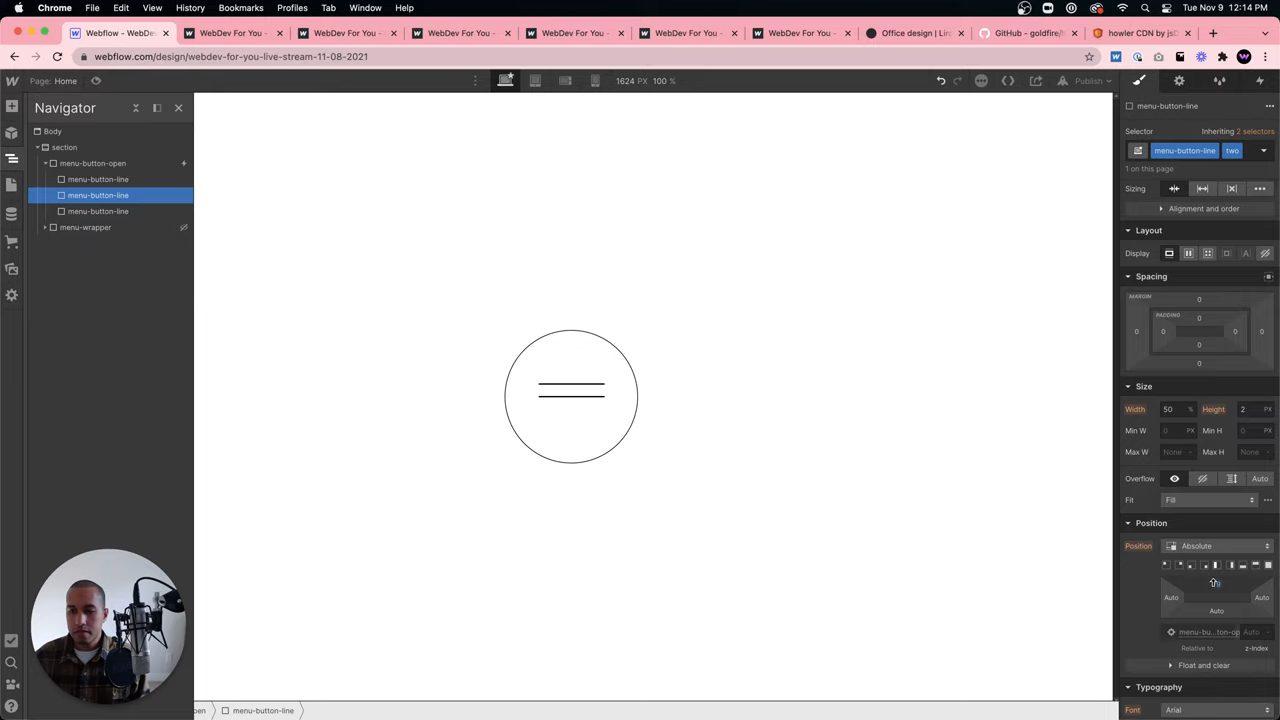 Chrome File Edit View History Bookmarks Profiles Tab Window Help Tue Nov 9 12:14 PM
Webflow - WebDe
WebDev For You -
WebDev For You -
WebDev For You -
WebDev For You -
WebDev For You -
WebDev For You -
Office design | Lin
GitHub - goldfire/h
howler CDN by jsD
webflow.com/design/webdev-for-you-live-stream-11-08-2021
Page: Home 1624 PX 100 % Publish
Navigator
Body
section
menu-button-open
menu-button-line
menu-button-line
menu-button-line
menu-wrapper
menu-button-line
Selector Inheriting 2 selectors
menu-button-line two
1 on this page
Sizing
Alignment and order
Layout
Display
Spacing
MARGIN
0
PADDING
0
0 0 0 0
0
0
Size
Width 50 % Height 2 PX
Min W 0 PX Min H 0 PX
Max W None - Max H None -
Overflow Auto
Fit Fill
Position
Position Absolute
Auto Auto
Auto
menu-bu...ton-op Auto -
Relative to z-Index
Float and clear
Typography
Font Arial
pen menu-button-line